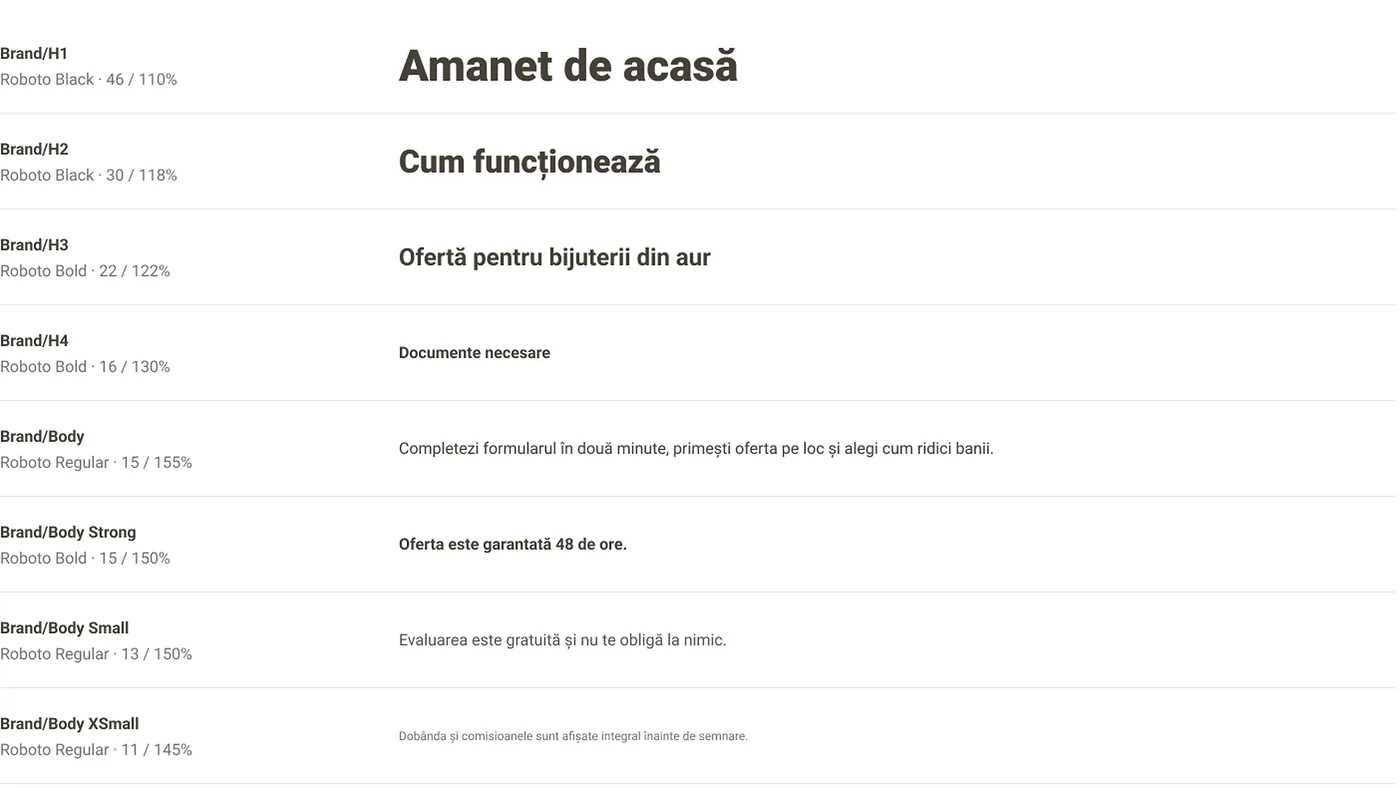 Brand/H1
Roboto Black · 46 / 110%
Amanet de acasă
Brand/H2
Roboto Black · 30 / 118%
Cum funcționează
Brand/H3
Roboto Bold · 22 / 122%
Ofertă pentru bijuterii din aur
Brand/H4
Roboto Bold · 16 / 130%
Documente necesare
Brand/Body
Roboto Regular · 15 / 155%
Completezi formularul în două minute, primești oferta pe loc și alegi cum ridici banii.
Brand/Body Strong
Roboto Bold · 15 / 150%
Oferta este garantată 48 de ore.
Brand/Body Small
Roboto Regular · 13 / 150%
Evaluarea este gratuită și nu te obligă la nimic.
Brand/Body XSmall
Roboto Regular · 11 / 145%
Dobânda și comisioanele sunt afișate integral înainte de semnare.